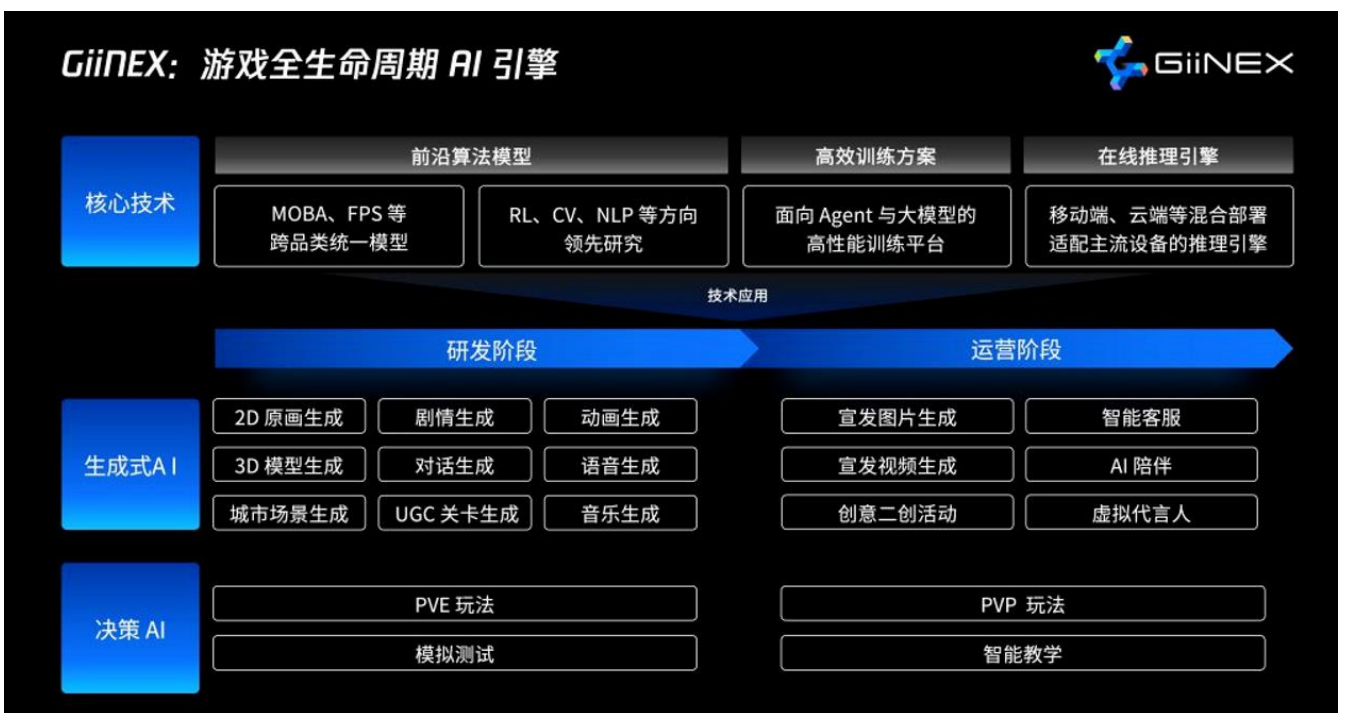 GiiNEX：游戏全生命周期 AI 引擎
GiiNEX
核心技术
前沿算法模型
高效训练方案
在线推理引擎
MOBA、FPS 等
跨品类统一模型
RL、CV、NLP 等方向
领先研究
面向 Agent 与大模型的
高性能训练平台
移动端、云端等混合部署
适配主流设备的推理引擎
技术应用
研发阶段
运营阶段
生成式A I
2D 原画生成
剧情生成
动画生成
宣发图片生成
智能客服
3D 模型生成
对话生成
语音生成
宣发视频生成
AI 陪伴
城市场景生成
UGC 关卡生成
音乐生成
创意二创活动
虚拟代言人
决策 AI
PVE 玩法
PVP 玩法
模拟测试
智能教学